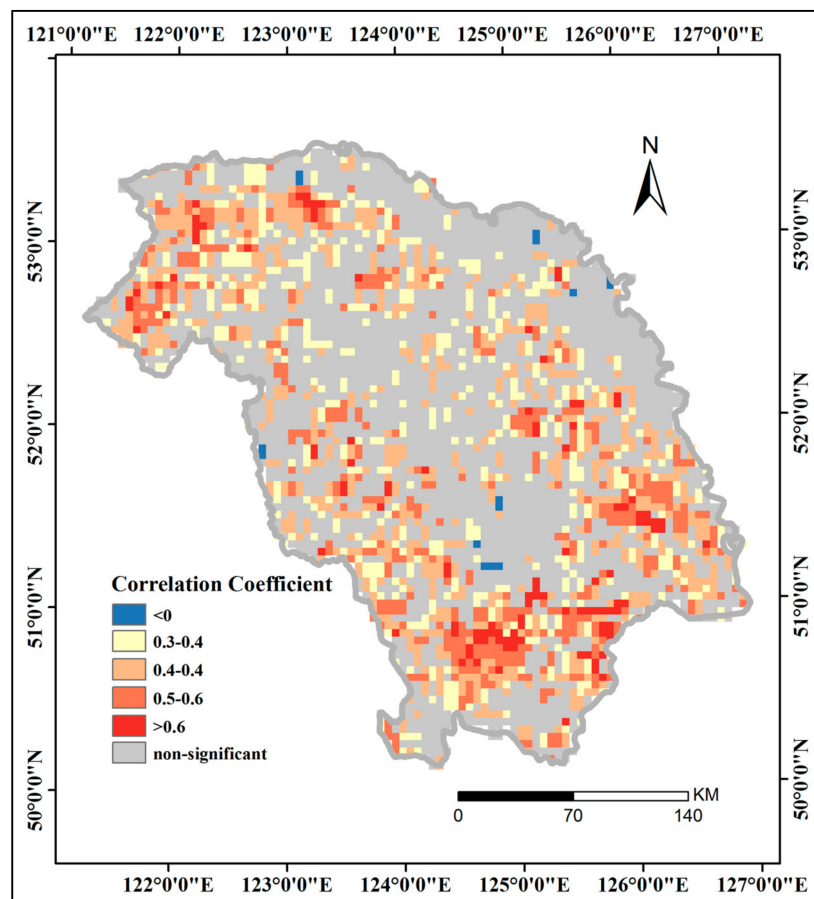 121°0'0"E 122°0'0"E 123°0'0"E 124°0'0"E 125°0'0"E 126°0'0"E 127°0'0"E
N
53°0'0"N
53°0'0"N
52°0'0"N
52°0'0"N
51°0'0"N
51°0'0"N
50°0'0"N
50°0'0"N
Correlation Coefficient
<0
0.3-0.4
0.4-0.4
0.5-0.6
>0.6
non-significant
KM
0 70 140
122°0'0"E 123°0'0"E 124°0'0"E 125°0'0"E 126°0'0"E 127°0'0"E